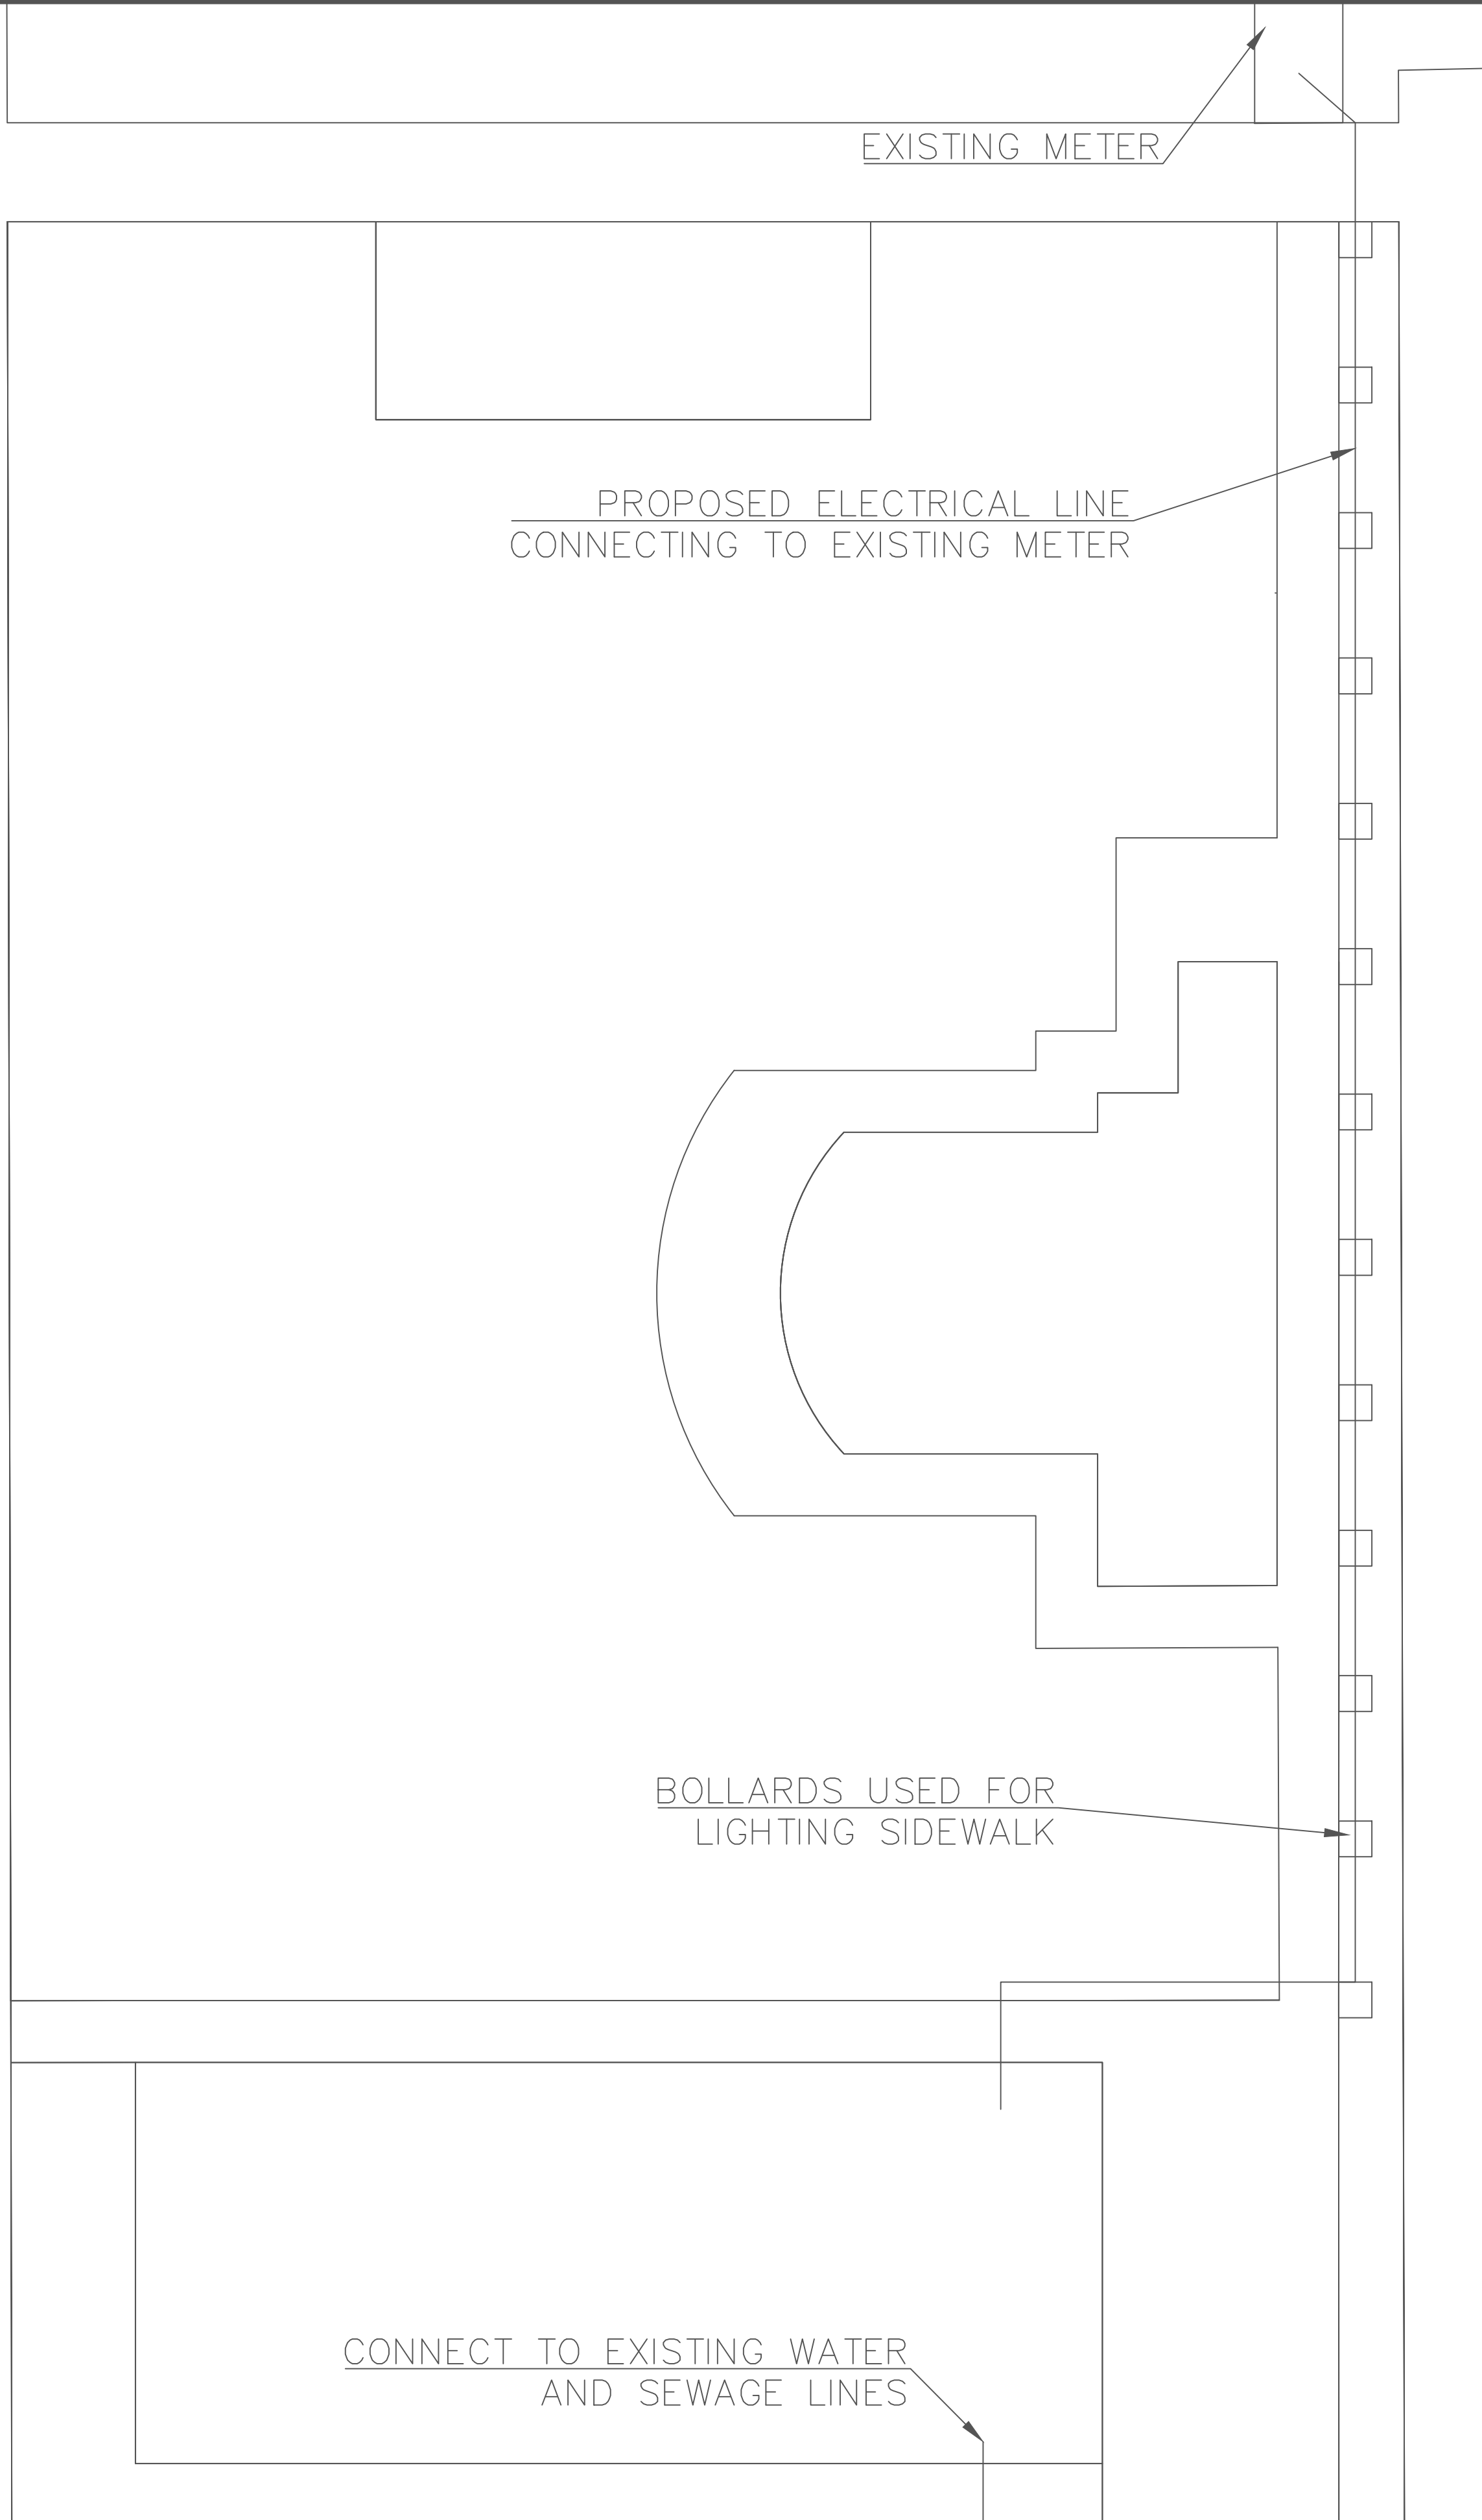 EXISTING METER
PROPOSED ELECTRICAL LINE
CONNECTING TO EXISTING METER
BOLLARDS USED FOR
LIGHTING SIDEWALK
CONNECT TO EXISTING WATER
AND SEWAGE LINES